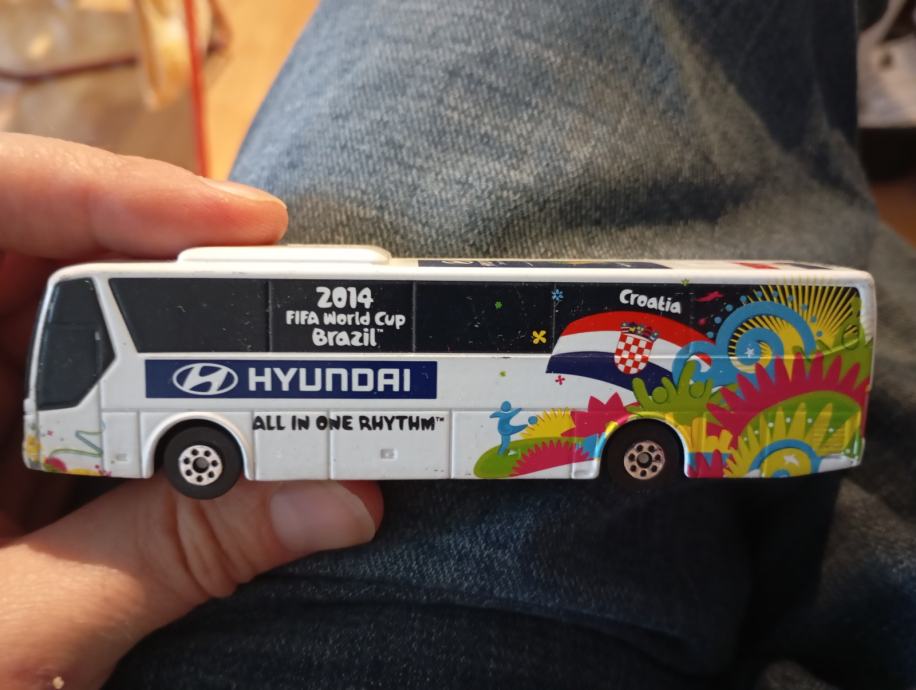 2014
FIFA World Cup
Brazil™
Croatia
HYUNDAI
ALL IN ONE RHYTHM™